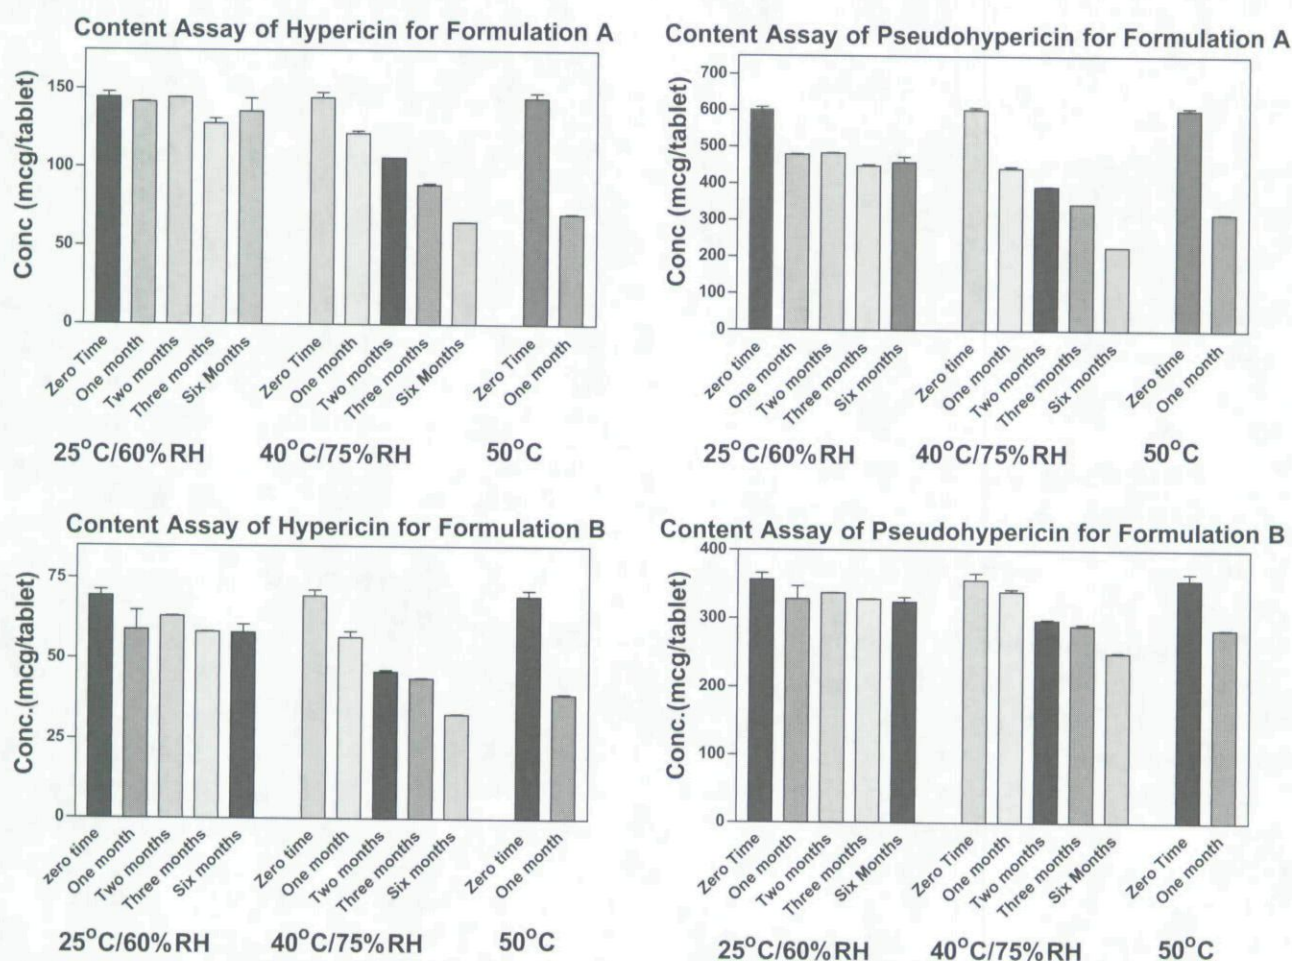 Content Assay of Hypericin for Formulation A
Conc (mcg/tablet)
150
100
50
0
Zero Time
One month
Two months
Three months
Six Months
Zero Time
One month
Two months
Three months
Six Months
Zero Time
One month
25°C/60%RH
40°C/75%RH
50°C
Content Assay of Pseudohypericin for Formulation A
Conc (mcg/tablet)
700
600
500
400
300
200
100
0
zero time
One month
Two months
Three months
Six months
Zero time
One month
Two months
Three months
Six months
Zero time
One month
25°C/60%RH
40°C/75%RH
50°C
Content Assay of Hypericin for Formulation B
Conc.(mcg/tablet)
75
50
25
0
zero time
One month
Two months
Three months
Six months
Zero time
One month
Two months
Three months
Six months
Zero time
One month
25°C/60%RH
40°C/75%RH
50°C
Content Assay of Pseudohypericin for Formulation B
Conc.(mcg/tablet)
400
300
200
100
0
Zero Time
One month
Two months
Three months
Six Months
Zero Time
One month
Two months
Three months
Six Months
Zero Time
One month
25°C/60%RH
40°C/75%RH
50°C